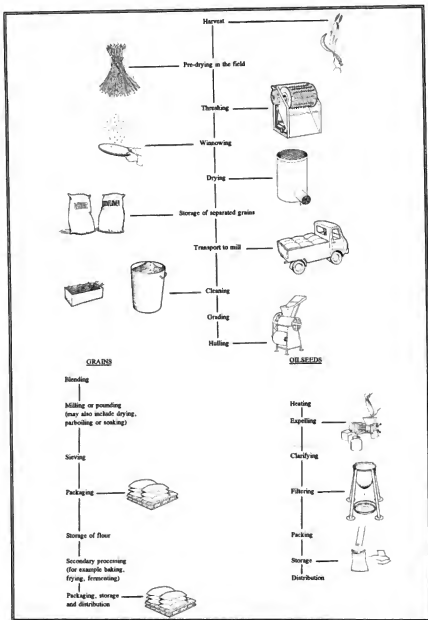 Harvest
Pre-drying in the field
Threshing
Winnowing
Drying
Storage of separated grains
Transport to mill
Cleaning
Grading
Hulling
GRAINS
Blending
Milling or pounding
(may also include drying,
parboiling or soaking)
Sieving
Packaging
Storage of flour
Secondary processing
(for example baking,
frying, fermenting)
Packaging, storage
and distribution
OILSEEDS
Heating
Expelling
Clarifying
Filtering
Packing
Storage
Distribution